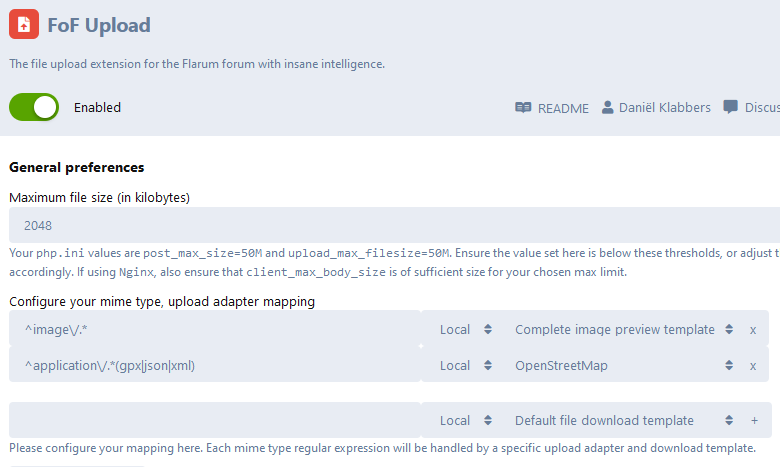 FoF Upload
The file upload extension for the Flarum forum with insane intelligence.
Enabled
README Daniël Klabbers Discus
General preferences
Maximum file size (in kilobytes)
2048
Your php.ini values are post_max_size=50M and upload_max_filesize=50M. Ensure the value set here is below these thresholds, or adjust t
accordingly. If using Nginx, also ensure that client_max_body_size is of sufficient size for your chosen max limit.
Configure your mime type, upload adapter mapping
^image\/.* Local Complete image preview template x
^application\/.*(gpx|json|xml) Local OpenStreetMap x
Local Default file download template +
Please configure your mapping here. Each mime type regular expression will be handled by a specific upload adapter and download template.